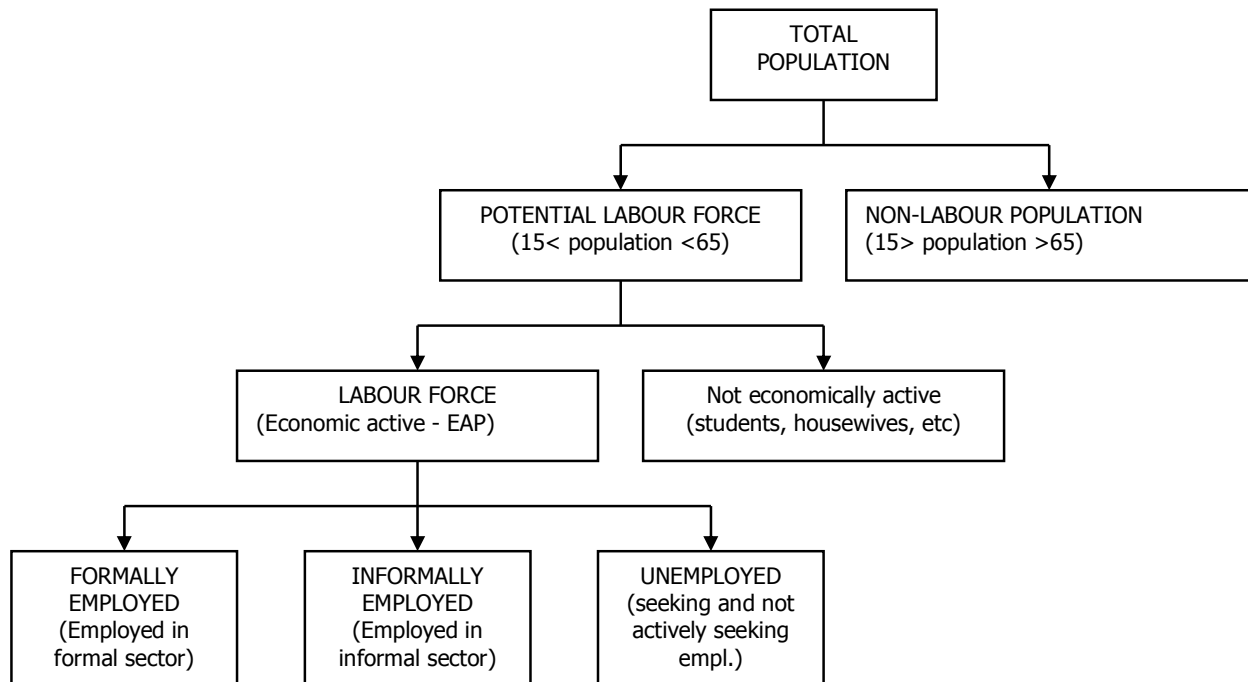 TOTAL
POPULATION
POTENTIAL LABOUR FORCE
(15< population <65)
NON-LABOUR POPULATION
(15> population >65)
LABOUR FORCE
(Economic active - EAP)
Not economically active
(students, housewives, etc)
FORMALLY
EMPLOYED
(Employed in
formal sector)
INFORMALLY
EMPLOYED
(Employed in
informal sector)
UNEMPLOYED
(seeking and not
actively seeking
empl.)